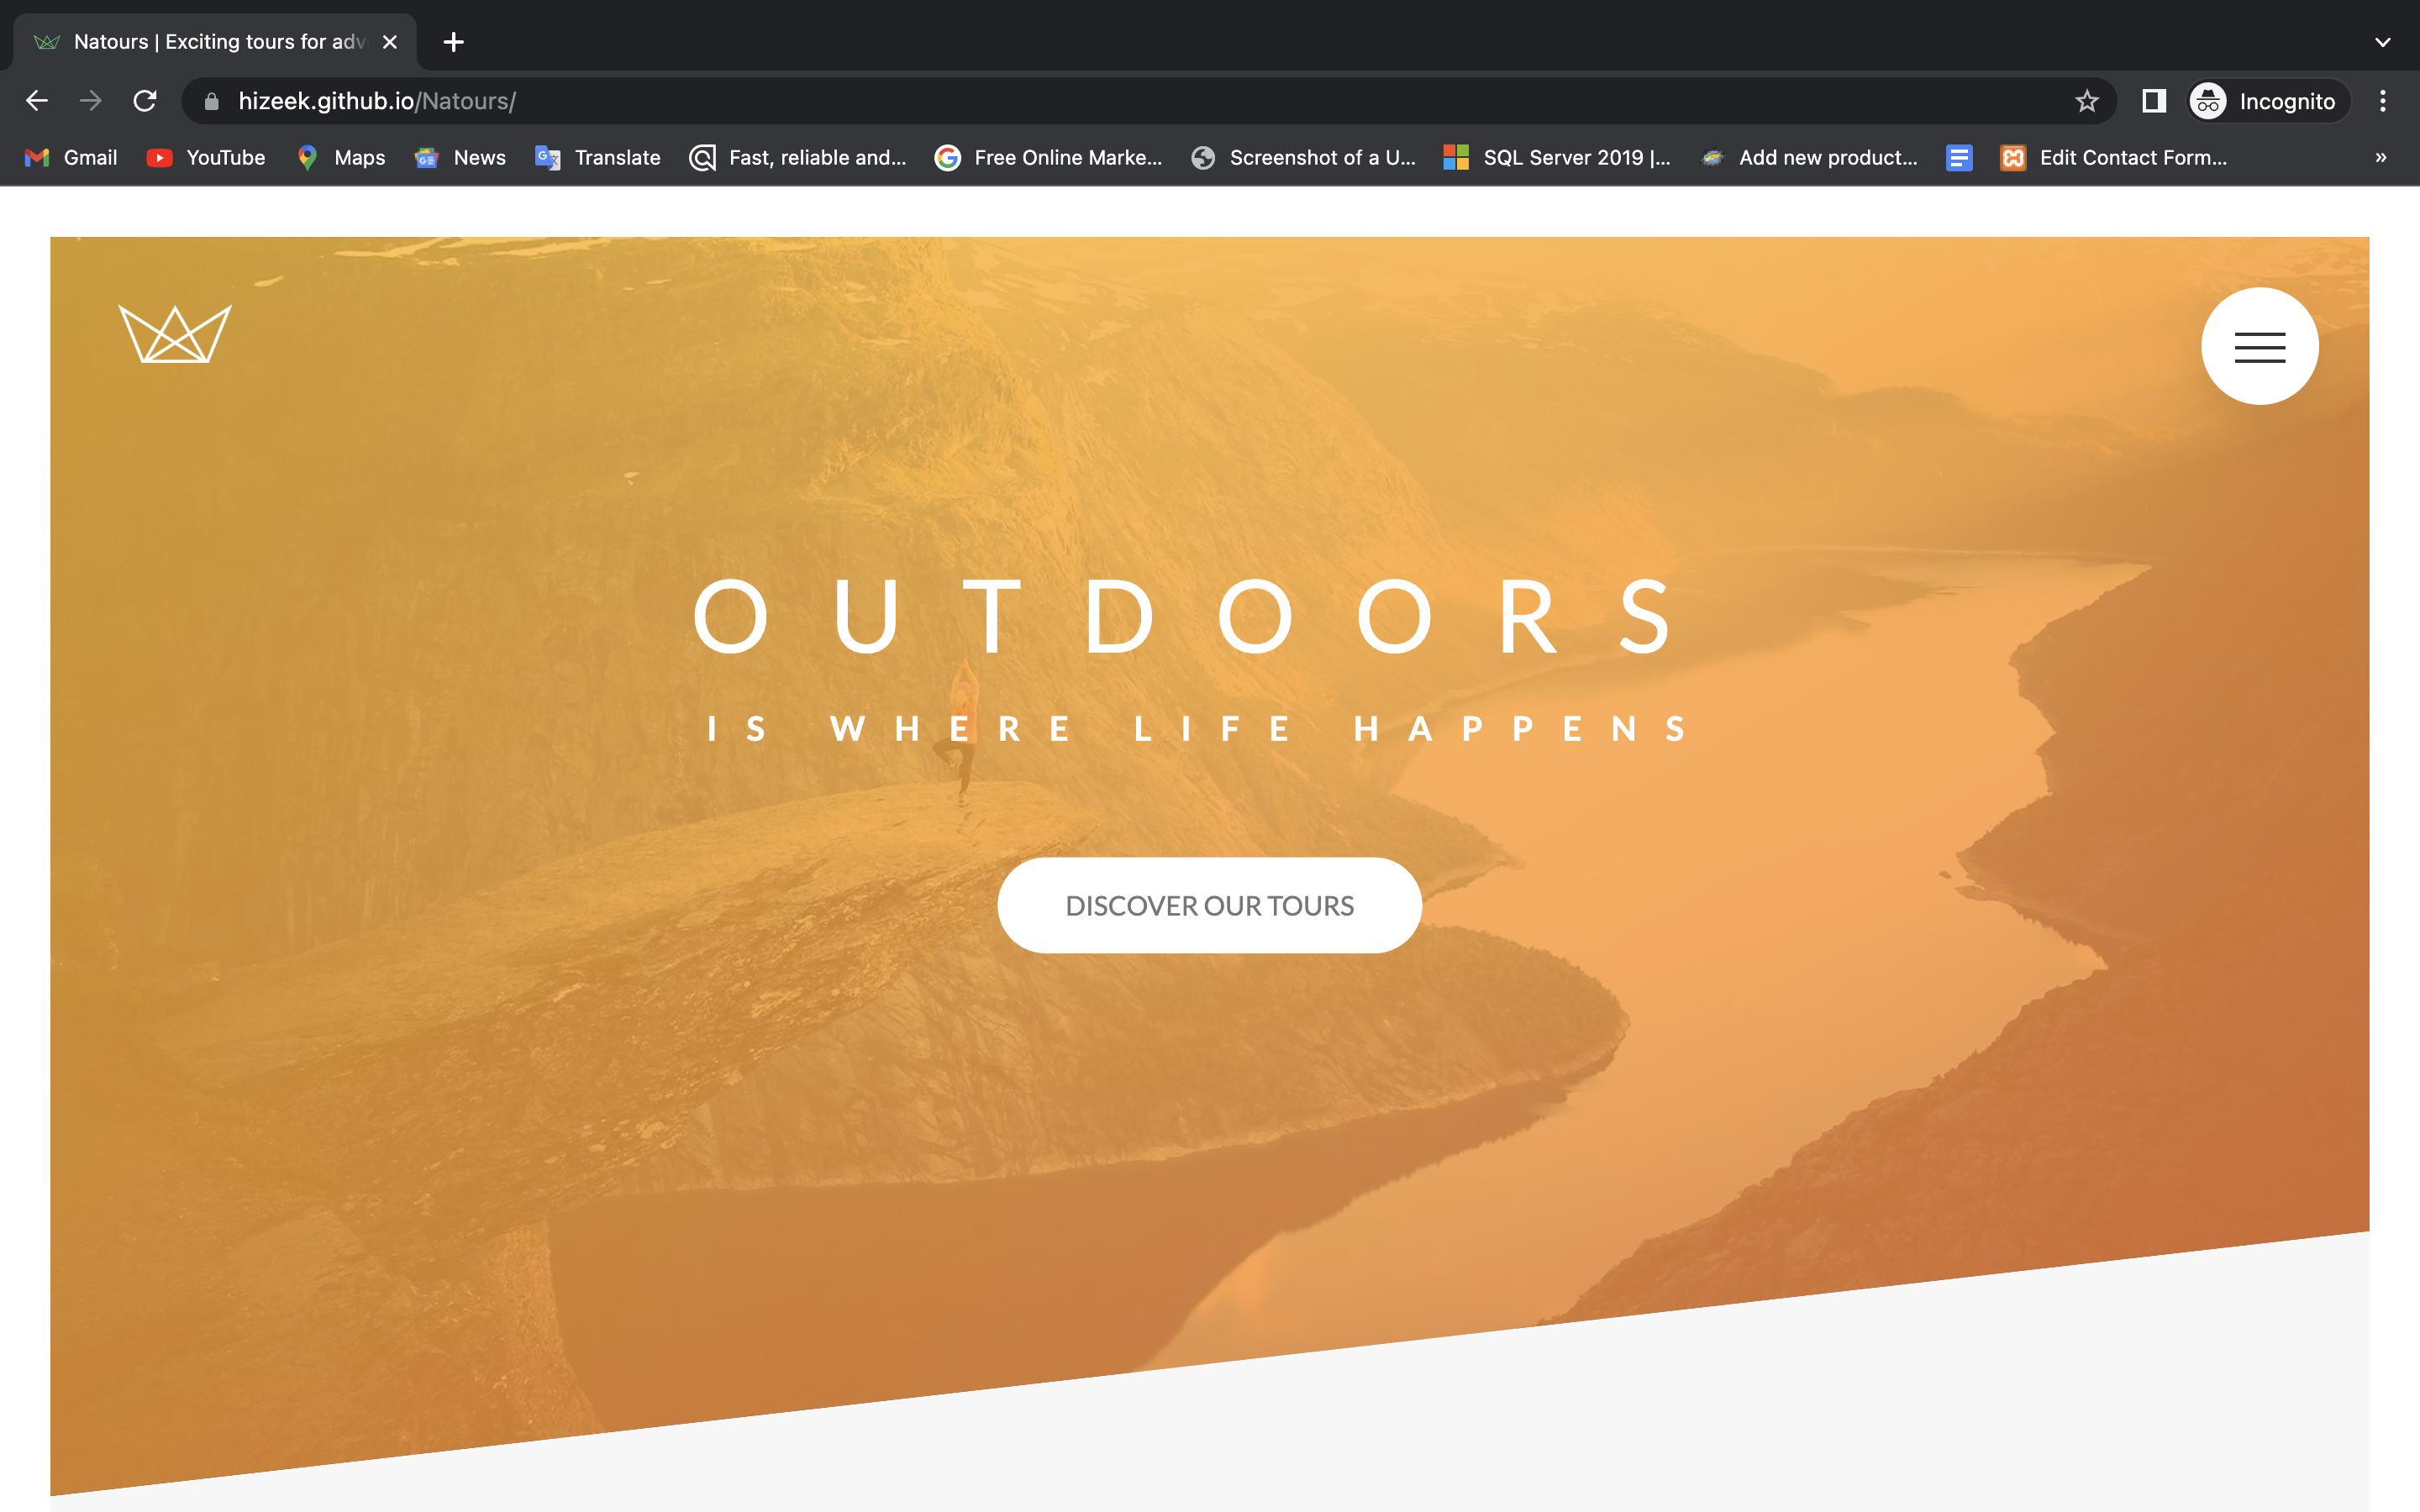 Natours | Exciting tours for adv
hizeek.github.io/Natours/
Incognito
Gmail YouTube Maps News Translate Fast, reliable and... Free Online Marke... Screenshot of a U... SQL Server 2019 |... Add new product... Edit Contact Form... »
OUTDOORS
IS WHERE LIFE HAPPENS
DISCOVER OUR TOURS